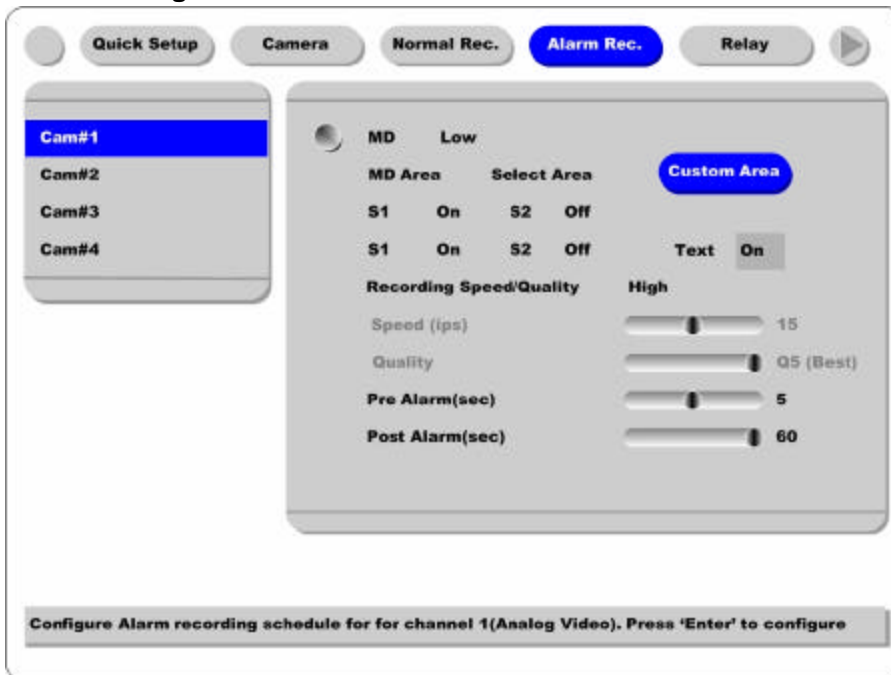 Quick Setup Camera Normal Rec. Alarm Rec. Relay
Cam#1
Cam#2
Cam#3
Cam#4
MD Low
MD Area Select Area Custom Area
S1 On S2 Off
S1 On S2 Off Text On
Recording Speed/Quality High
Speed (ips) 15
Quality Q5 (Best)
Pre Alarm(sec) 5
Post Alarm(sec) 60
Configure Alarm recording schedule for for channel 1(Analog Video). Press 'Enter' to configure